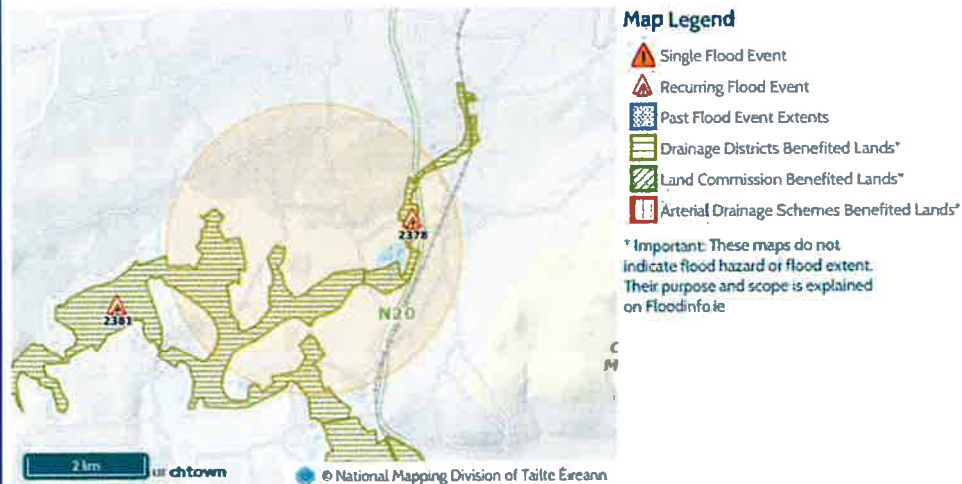 Map Legend
Single Flood Event
Recurring Flood Event
Past Flood Event Extents
Drainage Districts Benefited Lands*
Land Commission Benefited Lands*
Arterial Drainage Schemes Benefited Lands*
* Important: These maps do not
indicate flood hazard or flood extent.
Their purpose and scope is explained
on Floodinfo.ie
2378
2381
N20
2 km
chtown
© National Mapping Division of Tailte Éireann